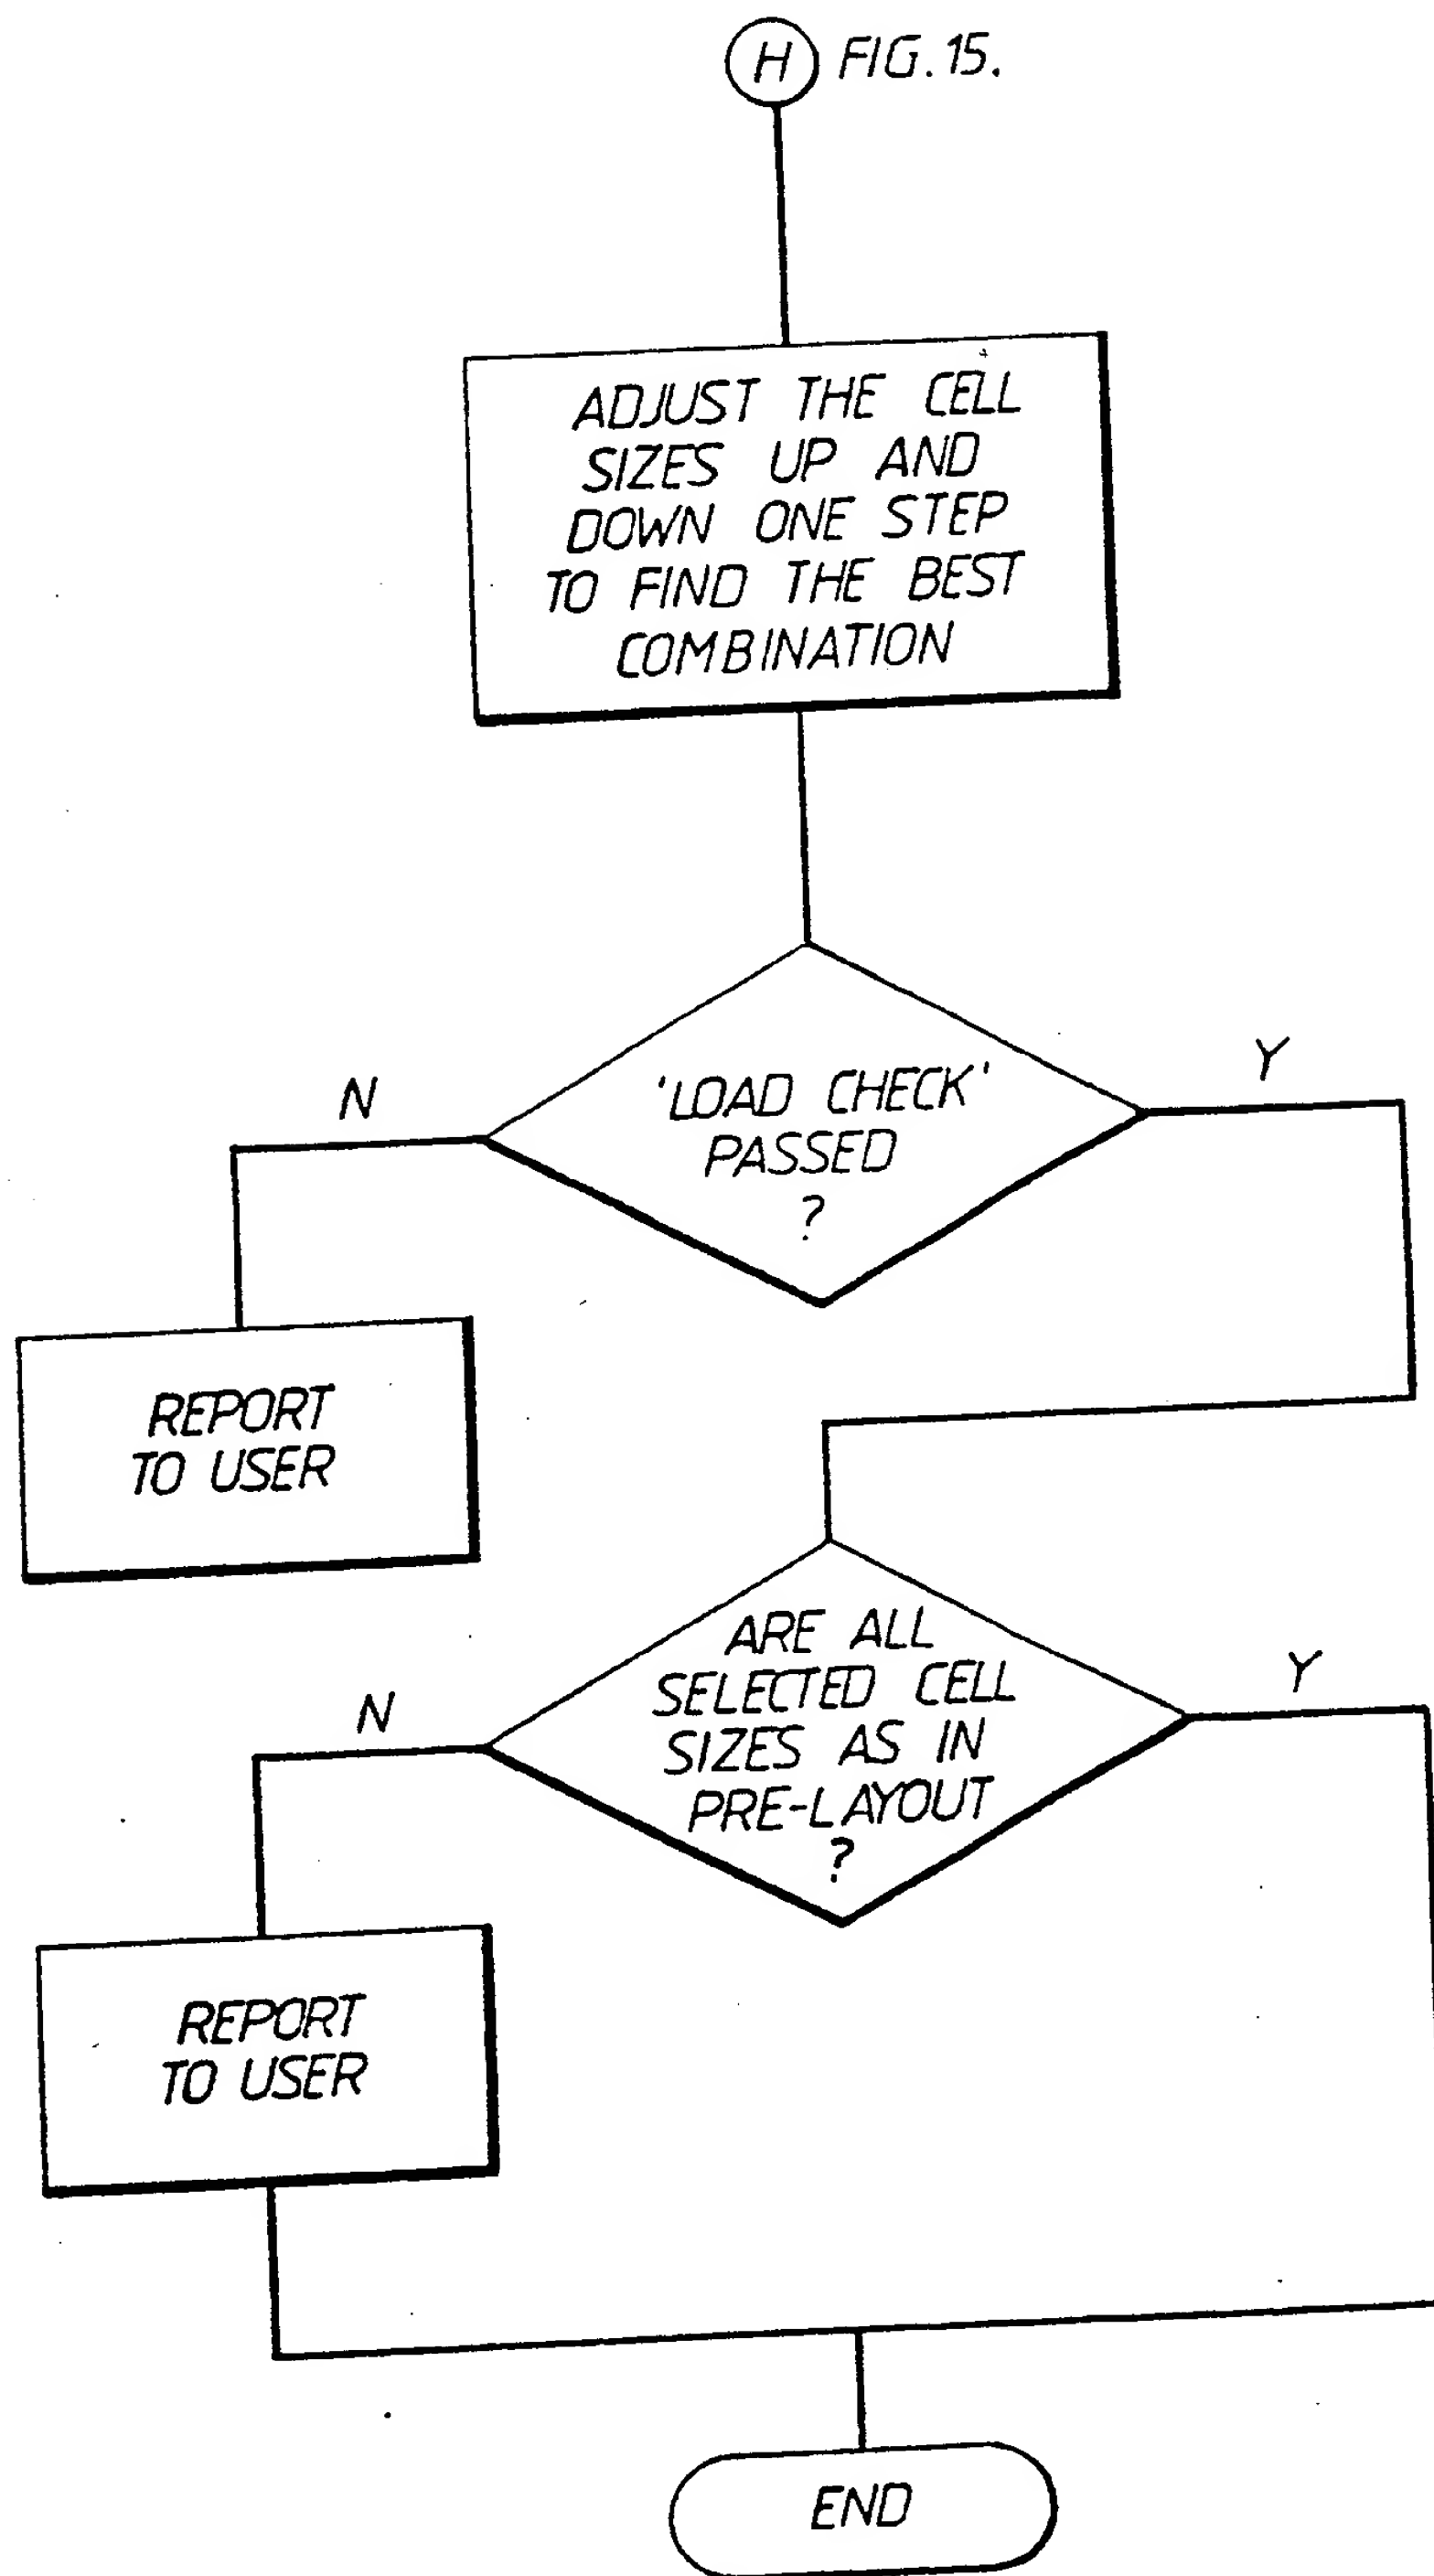 H FIG. 15.
ADJUST THE CELL
SIZES UP AND
DOWN ONE STEP
TO FIND THE BEST
COMBINATION
N
'LOAD CHECK'
PASSED
?
Y
REPORT
TO USER
N
ARE ALL
SELECTED CELL
SIZES AS IN
PRE-LAYOUT
?
Y
REPORT
TO USER
END